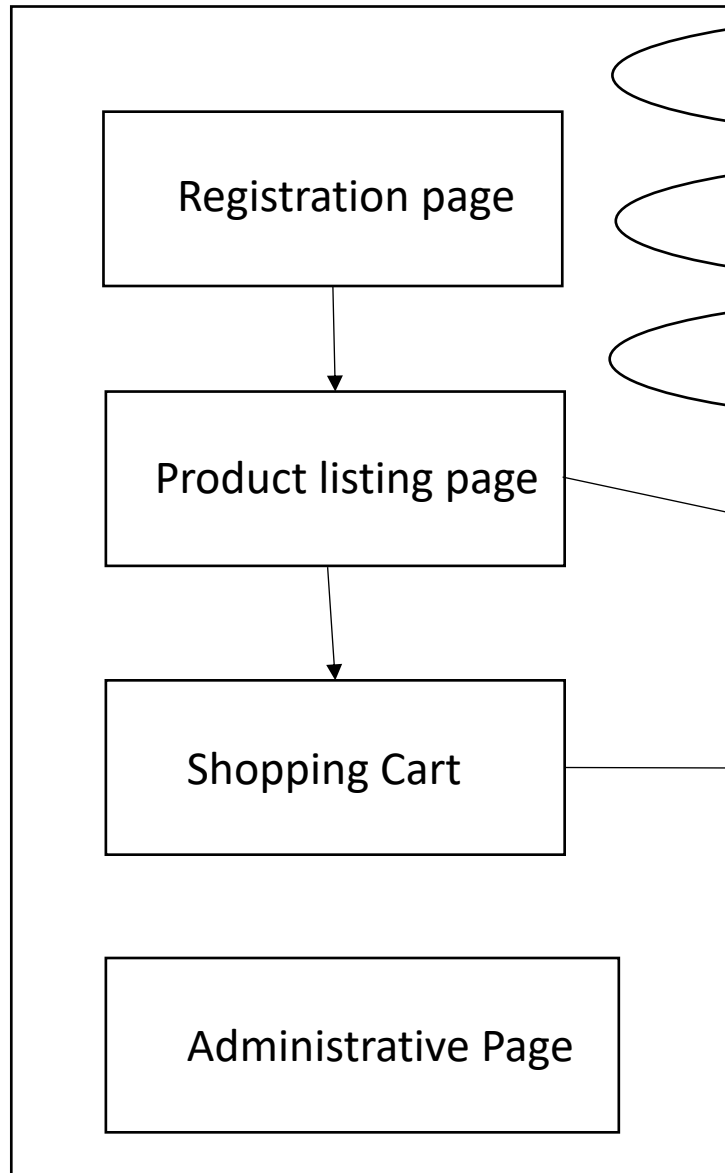 Registration page
Product listing page
Shopping Cart
Administrative Page